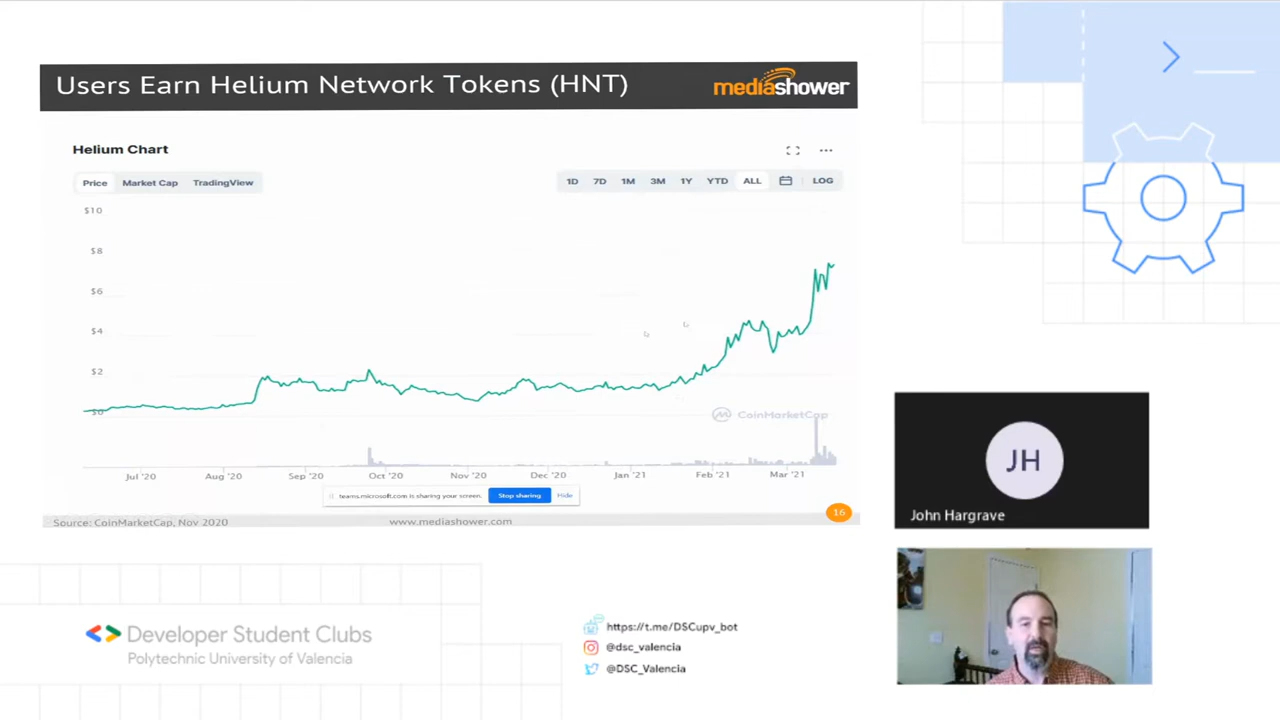 Users Earn Helium Network Tokens (HNT)
mediashower
Helium Chart
Price Market Cap TradingView
1D 7D 1M 3M 1Y YTD ALL LOG
$10
$8
$6
$4
$2
$0
CoinMarketCap
Jul '20 Aug '20 Sep '20 Oct '20 Nov '20 Dec '20 Jan '21 Feb '21 Mar '21
teams.microsoft.com is sharing your screen. Stop sharing Hide
Source: CoinMarketCap, Nov 2020 www.mediashower.com 16
JH
John Hargrave
Developer Student Clubs
Polytechnic University of Valencia
https://t.me/DSCupv_bot
@dsc_valencia
@DSC_Valencia